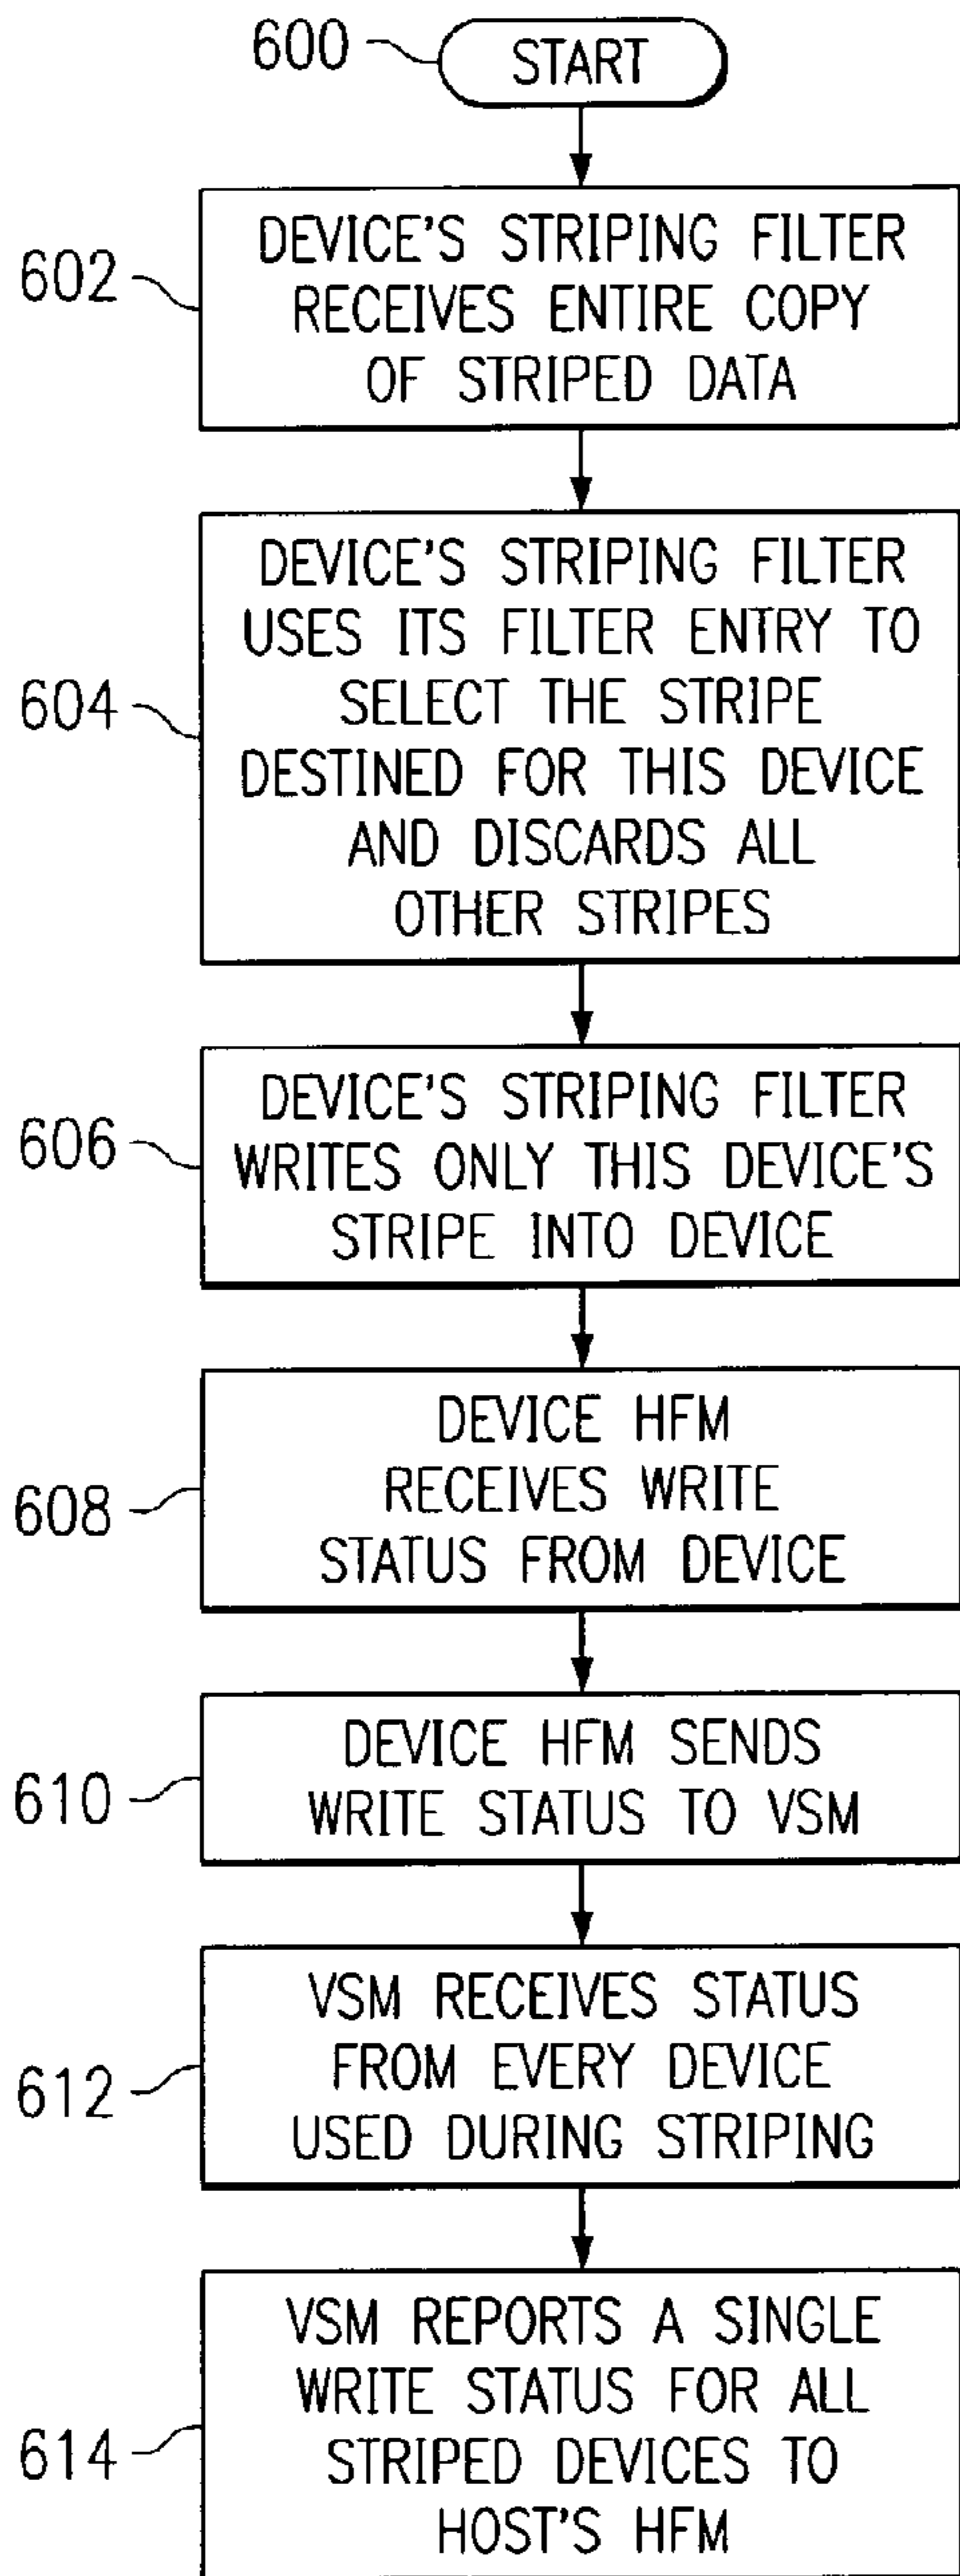 600
START
602
DEVICE'S STRIPING FILTER
RECEIVES ENTIRE COPY
OF STRIPED DATA
604
DEVICE'S STRIPING FILTER
USES ITS FILTER ENTRY TO
SELECT THE STRIPE
DESTINED FOR THIS DEVICE
AND DISCARDS ALL
OTHER STRIPES
606
DEVICE'S STRIPING FILTER
WRITES ONLY THIS DEVICE'S
STRIPE INTO DEVICE
608
DEVICE HFM
RECEIVES WRITE
STATUS FROM DEVICE
610
DEVICE HFM SENDS
WRITE STATUS TO VSM
612
VSM RECEIVES STATUS
FROM EVERY DEVICE
USED DURING STRIPING
614
VSM REPORTS A SINGLE
WRITE STATUS FOR ALL
STRIPED DEVICES TO
HOST'S HFM